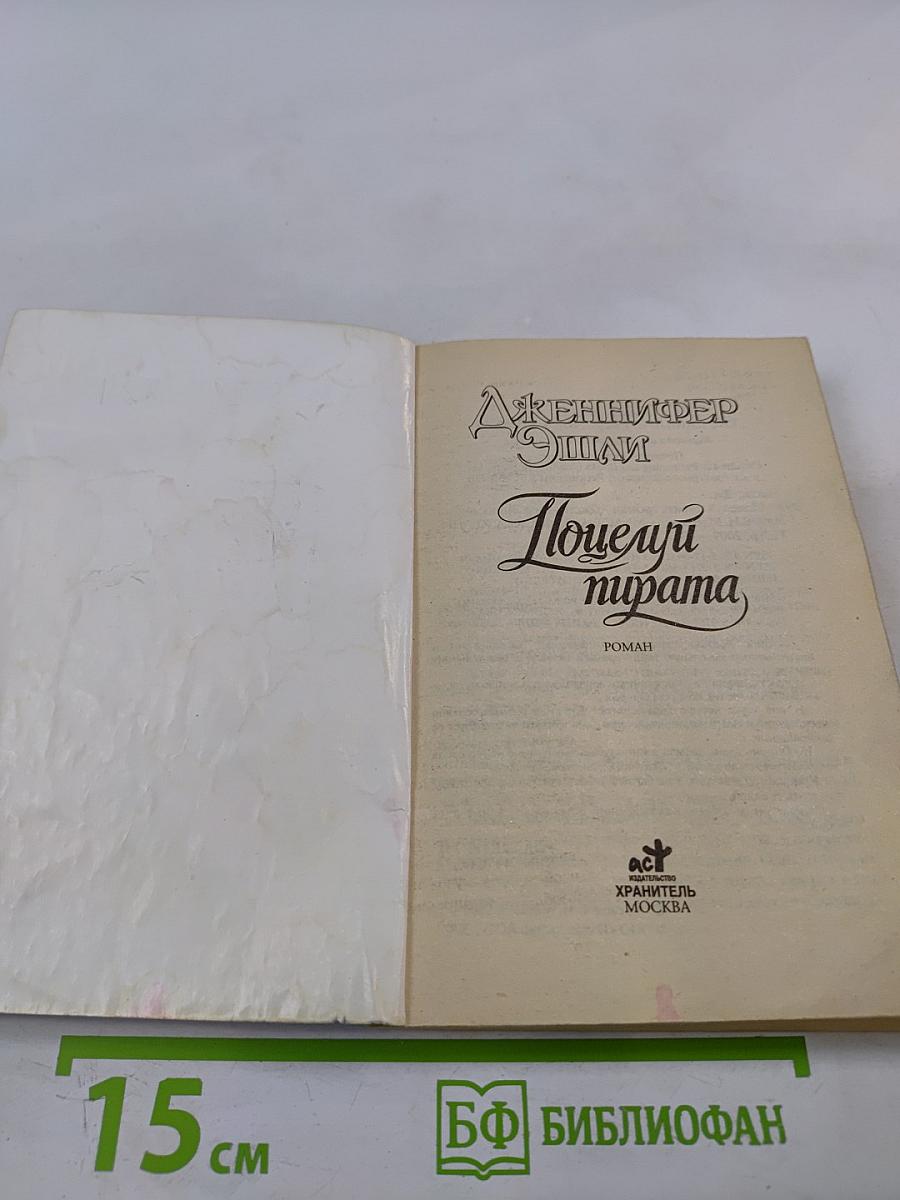 ДЖЕННИФЕР
ЭШЛИ
Поцелуй
пирата
РОМАН
аст
ИЗДАТЕЛЬСТВО
ХРАНИТЕЛЬ
МОСКВА
15 см
БФ БИБЛИОФАН